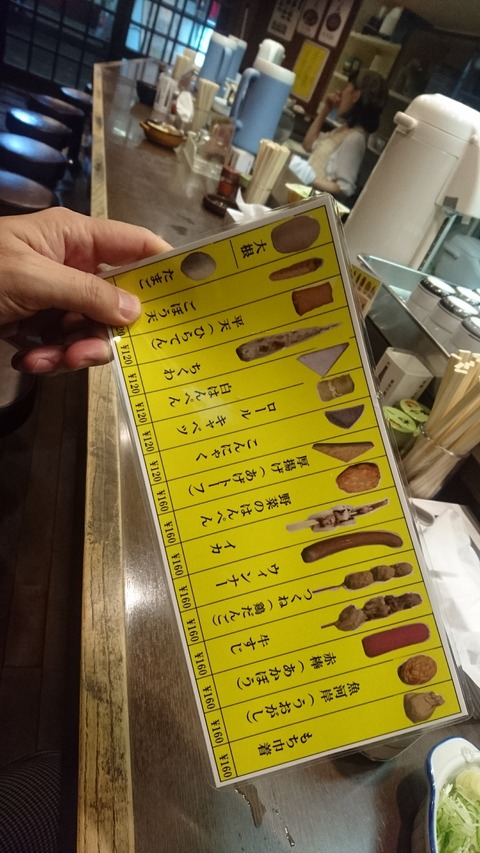 大根
たまご
ごぼう天
平天（ひらてん）
ちくわ ¥120
白はんぺん ¥120
ロールキャベツ ¥120
こんにゃく ¥120
厚揚げ（あげトーフ） ¥160
野菜のはんぺん ¥160
イカ ¥160
ウィンナー ¥160
つくね（鶏だんご） ¥160
牛すじ ¥160
赤棒（あかぼう） ¥160
魚河岸（うおがし） ¥160
もち巾着 ¥160